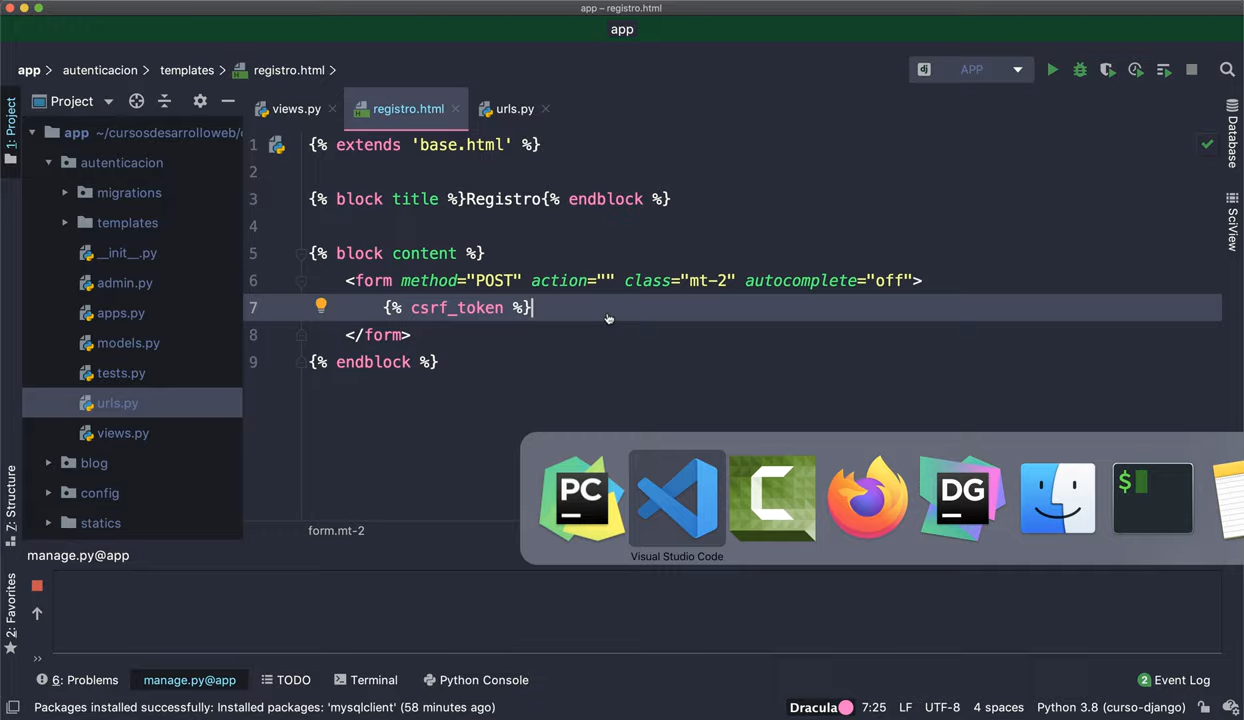 app – registro.html
app
app
autenticacion
templates
registro.html
APP
1: Project
Project
views.py
registro.html
urls.py
app ~/cursosdesarrolloweb/
autenticacion
migrations
templates
__init__.py
admin.py
apps.py
models.py
tests.py
urls.py
views.py
blog
config
statics
1 {% extends 'base.html' %}
2
3 {% block title %}Registro{% endblock %}
4
5 {% block content %}
6 <form method="POST" action="" class="mt-2" autocomplete="off">
7 {% csrf_token %}
8 </form>
9 {% endblock %}
form.mt-2
Database
SciView
PC
DG
$
Visual Studio Code
Z: Structure
manage.py@app
2: Favorites
6: Problems
manage.py@app
TODO
Terminal
Python Console
2 Event Log
Packages installed successfully: Installed packages: 'mysqlclient' (58 minutes ago)
Dracula
7:25
LF
UTF-8
4 spaces
Python 3.8 (curso-django)